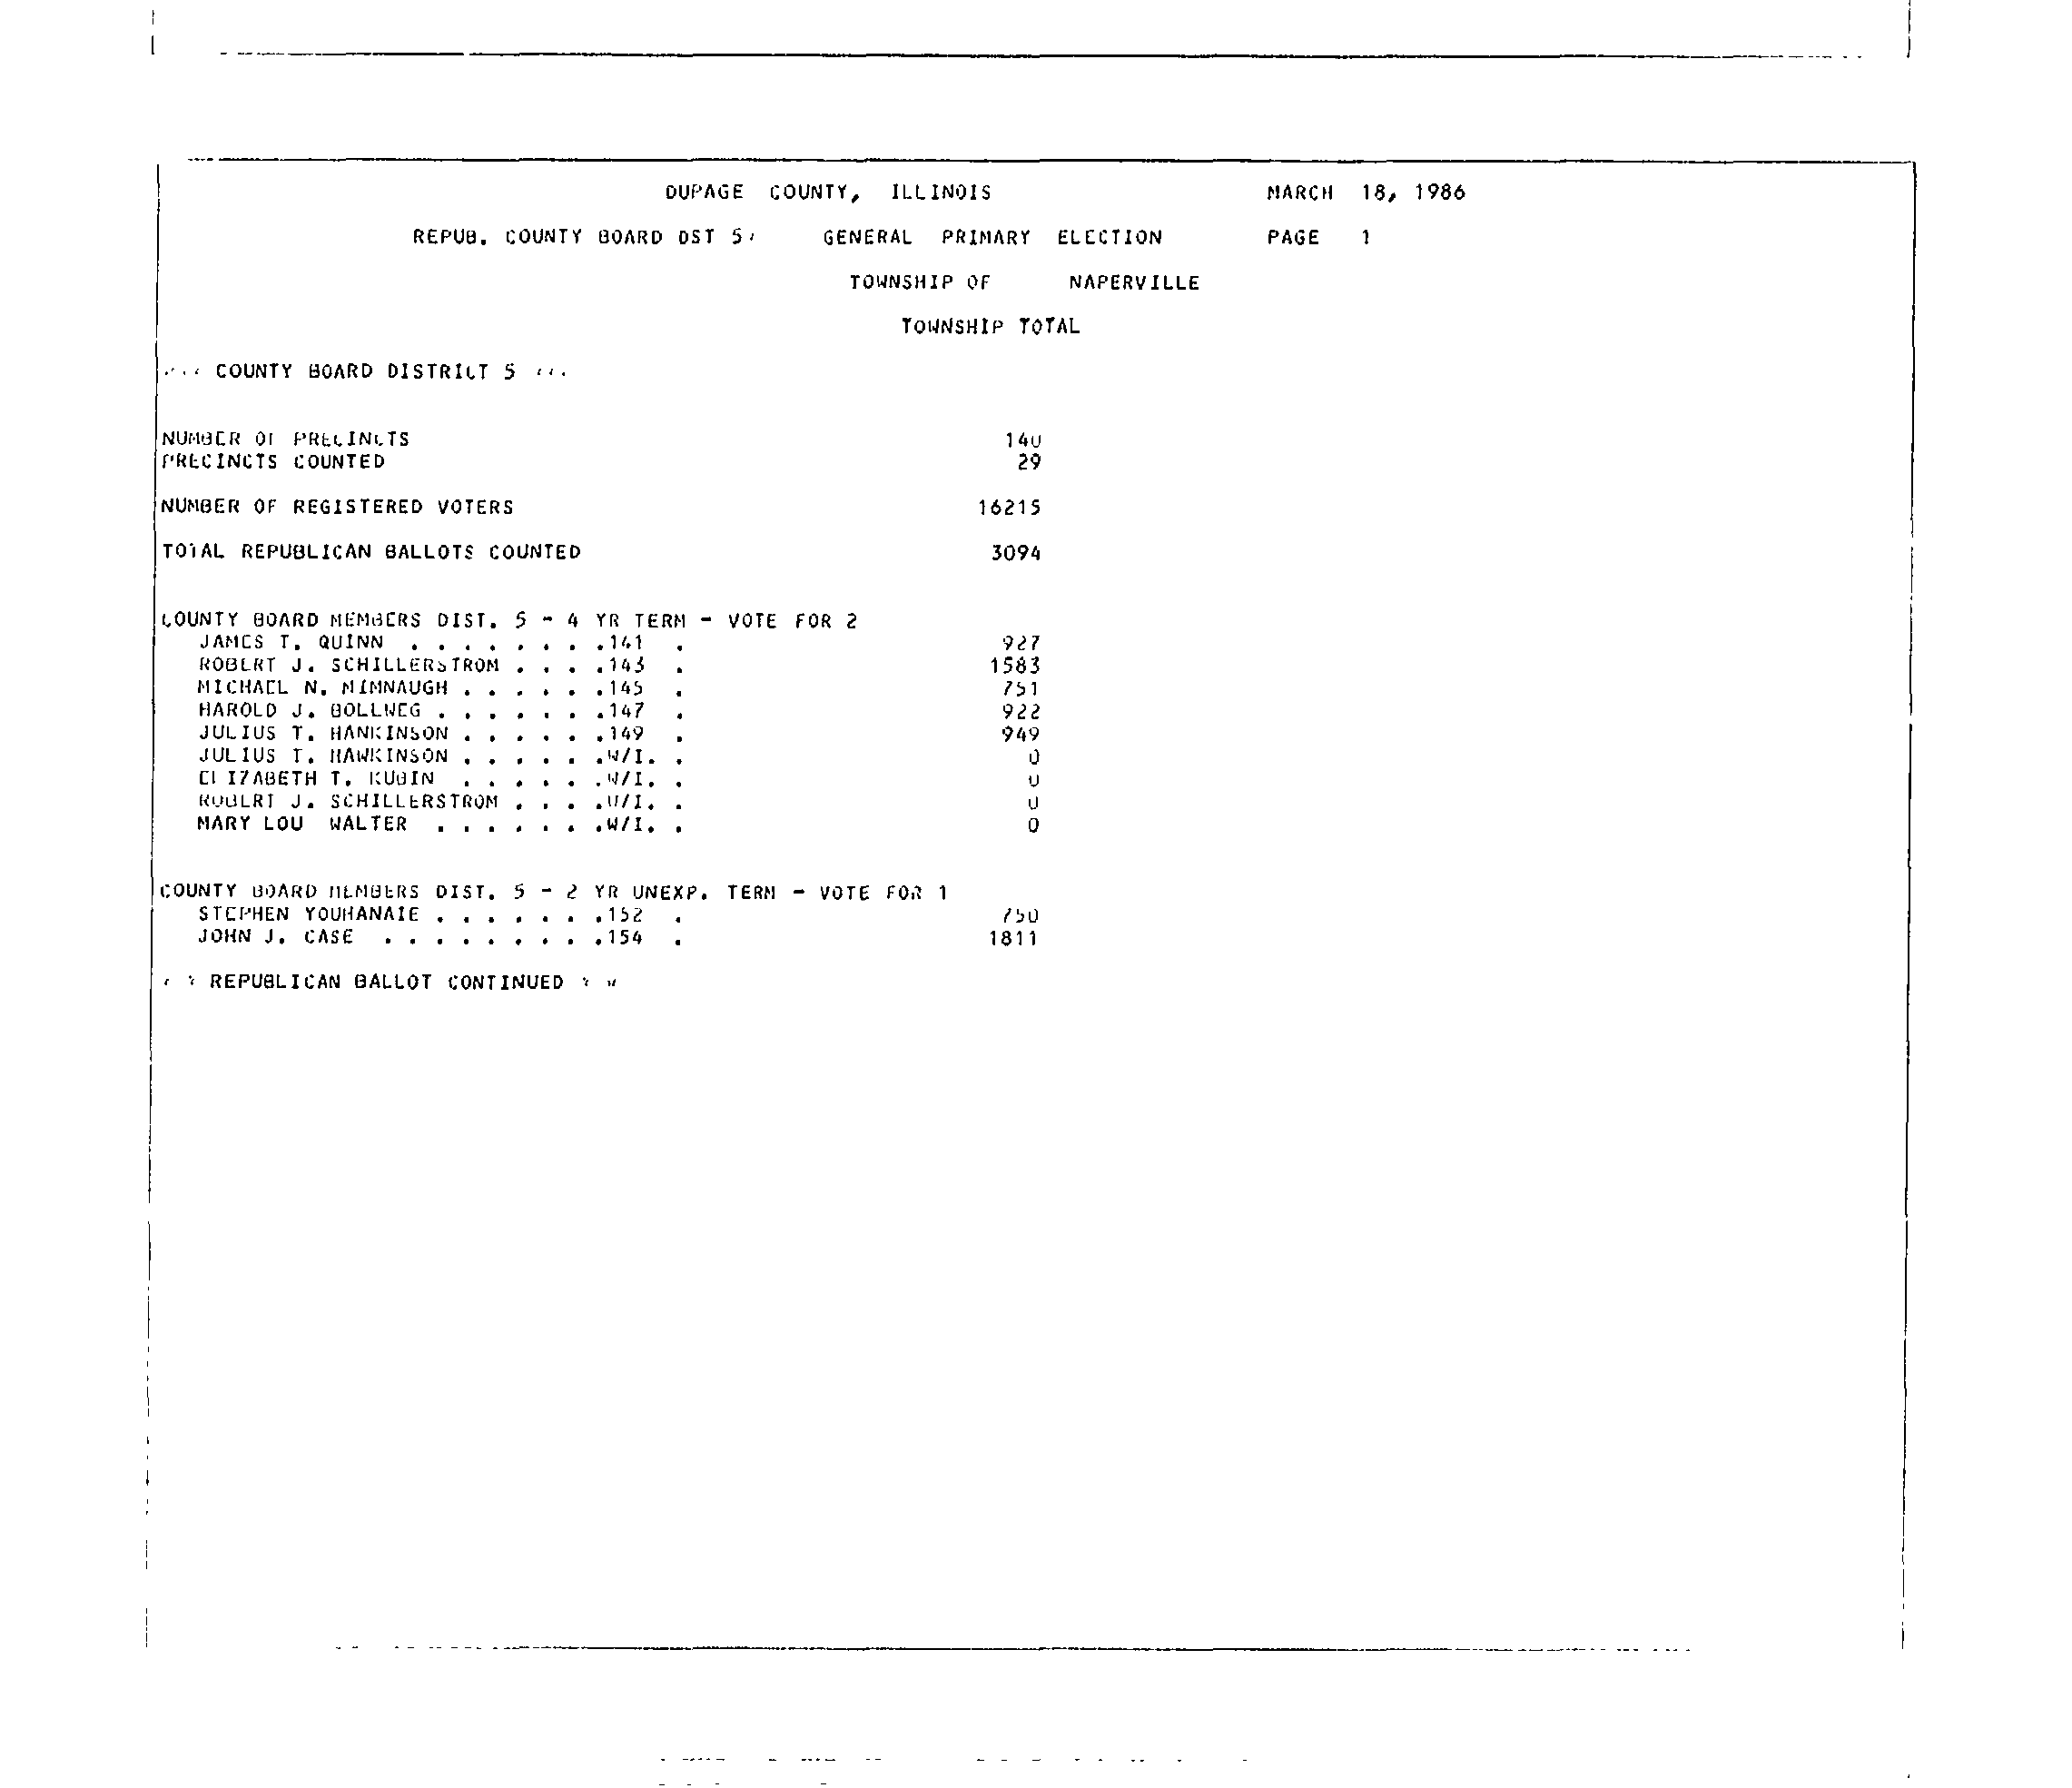 DUPAGE COUNTY, ILLINOIS MARCH 18, 1986
REPUB. COUNTY BOARD DST 5 GENERAL PRIMARY ELECTION PAGE 1
TOWNSHIP OF NAPERVILLE
TOWNSHIP TOTAL
COUNTY BOARD DISTRICT 5
NUMBER OF PRECINCTS 140
PRECINCTS COUNTED 29
NUMBER OF REGISTERED VOTERS 16215
TOTAL REPUBLICAN BALLOTS COUNTED 3094
COUNTY BOARD MEMBERS DIST. 5 - 4 YR TERM - VOTE FOR 2
JAMES T. QUINN . . . . . . . .141 . 927
ROBERT J. SCHILLERSTROM . . . .143 . 1583
MICHAEL N. MIMNAUGH . . . . . .145 . 751
HAROLD J. BOLLWEG . . . . . . .147 . 922
JULIUS T. HANKINSON . . . . . .149 . 949
JULIUS T. HAWKINSON . . . . . .W/I. . 0
ELIZABETH T. KUBIN . . . . . .W/I. . 0
ROBERT J. SCHILLERSTROM . . . .W/I. . 0
MARY LOU WALTER . . . . . . .W/I. . 0
COUNTY BOARD MEMBERS DIST. 5 - 2 YR UNEXP. TERM - VOTE FOR 1
STEPHEN YOUHANAIE . . . . . . .152 . 750
JOHN J. CASE . . . . . . . . .154 . 1811
REPUBLICAN BALLOT CONTINUED